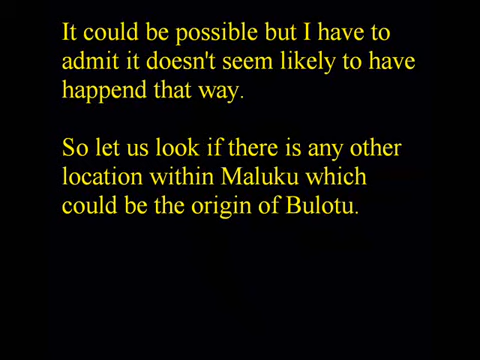 It could be possible but I have to
admit it doesn't seem likely to have
happend that way.
So let us look if there is any other
location within Maluku which
could be the origin of Bulotu.